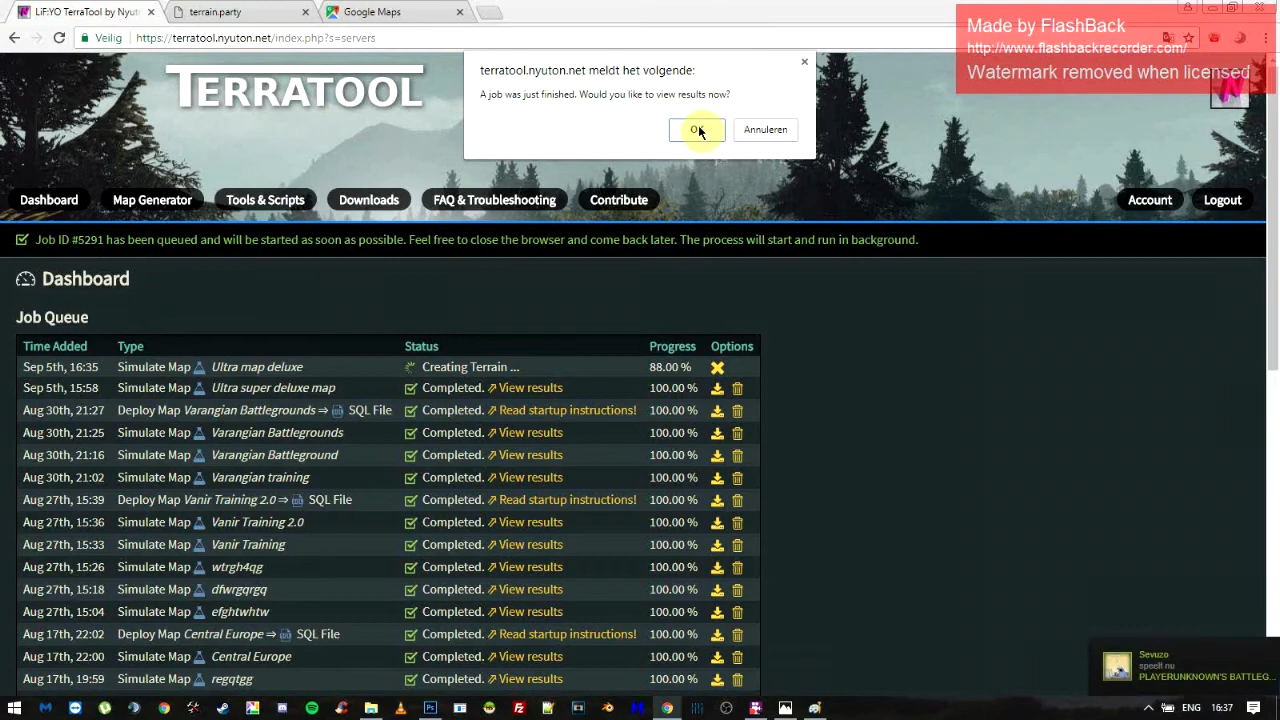 LiF:YO TerraTool by Nyut
terrain.party
Google Maps
Veilig
https://terratool.nyuton.net/index.php?s=servers
Made by FlashBack
http://www.flashbackrecorder.com/
Watermark removed when licensed
TERRATOOL
terratool.nyuton.net meldt het volgende:
A job was just finished. Would you like to view results now?
OK
Annuleren
Dashboard
Map Generator
Tools & Scripts
Downloads
FAQ & Troubleshooting
Contribute
Account
Logout
Job ID #5291 has been queued and will be started as soon as possible. Feel free to close the browser and come back later. The process will start and run in background.
Dashboard
Job Queue
Time Added Type Status Progress Options
Sep 5th, 16:35 Simulate Map Ultra map deluxe Creating Terrain ... 88.00 %
Sep 5th, 15:58 Simulate Map Ultra super deluxe map Completed. View results 100.00 %
Aug 30th, 21:27 Deploy Map Varangian Battlegrounds ⇒ SQL File Completed. Read startup instructions! 100.00 %
Aug 30th, 21:25 Simulate Map Varangian Battlegrounds Completed. View results 100.00 %
Aug 30th, 21:16 Simulate Map Varangian Battleground Completed. View results 100.00 %
Aug 30th, 21:02 Simulate Map Varangian training Completed. View results 100.00 %
Aug 27th, 15:39 Deploy Map Vanir Training 2.0 ⇒ SQL File Completed. Read startup instructions! 100.00 %
Aug 27th, 15:36 Simulate Map Vanir Training 2.0 Completed. View results 100.00 %
Aug 27th, 15:33 Simulate Map Vanir Training Completed. View results 100.00 %
Aug 27th, 15:26 Simulate Map wtrgh4qg Completed. View results 100.00 %
Aug 27th, 15:18 Simulate Map dfwrgqrgq Completed. View results 100.00 %
Aug 27th, 15:04 Simulate Map efghtwhtw Completed. View results 100.00 %
Aug 17th, 22:02 Deploy Map Central Europe ⇒ SQL File Completed. Read startup instructions! 100.00 %
Aug 17th, 22:00 Simulate Map Central Europe Completed. View results 100.00 %
Aug 17th, 19:59 Simulate Map regqtgg Completed. View results 100.00 %
Sevuzo
speelt nu
PLAYERUNKNOWN'S BATTLEG...
ENG 16:37